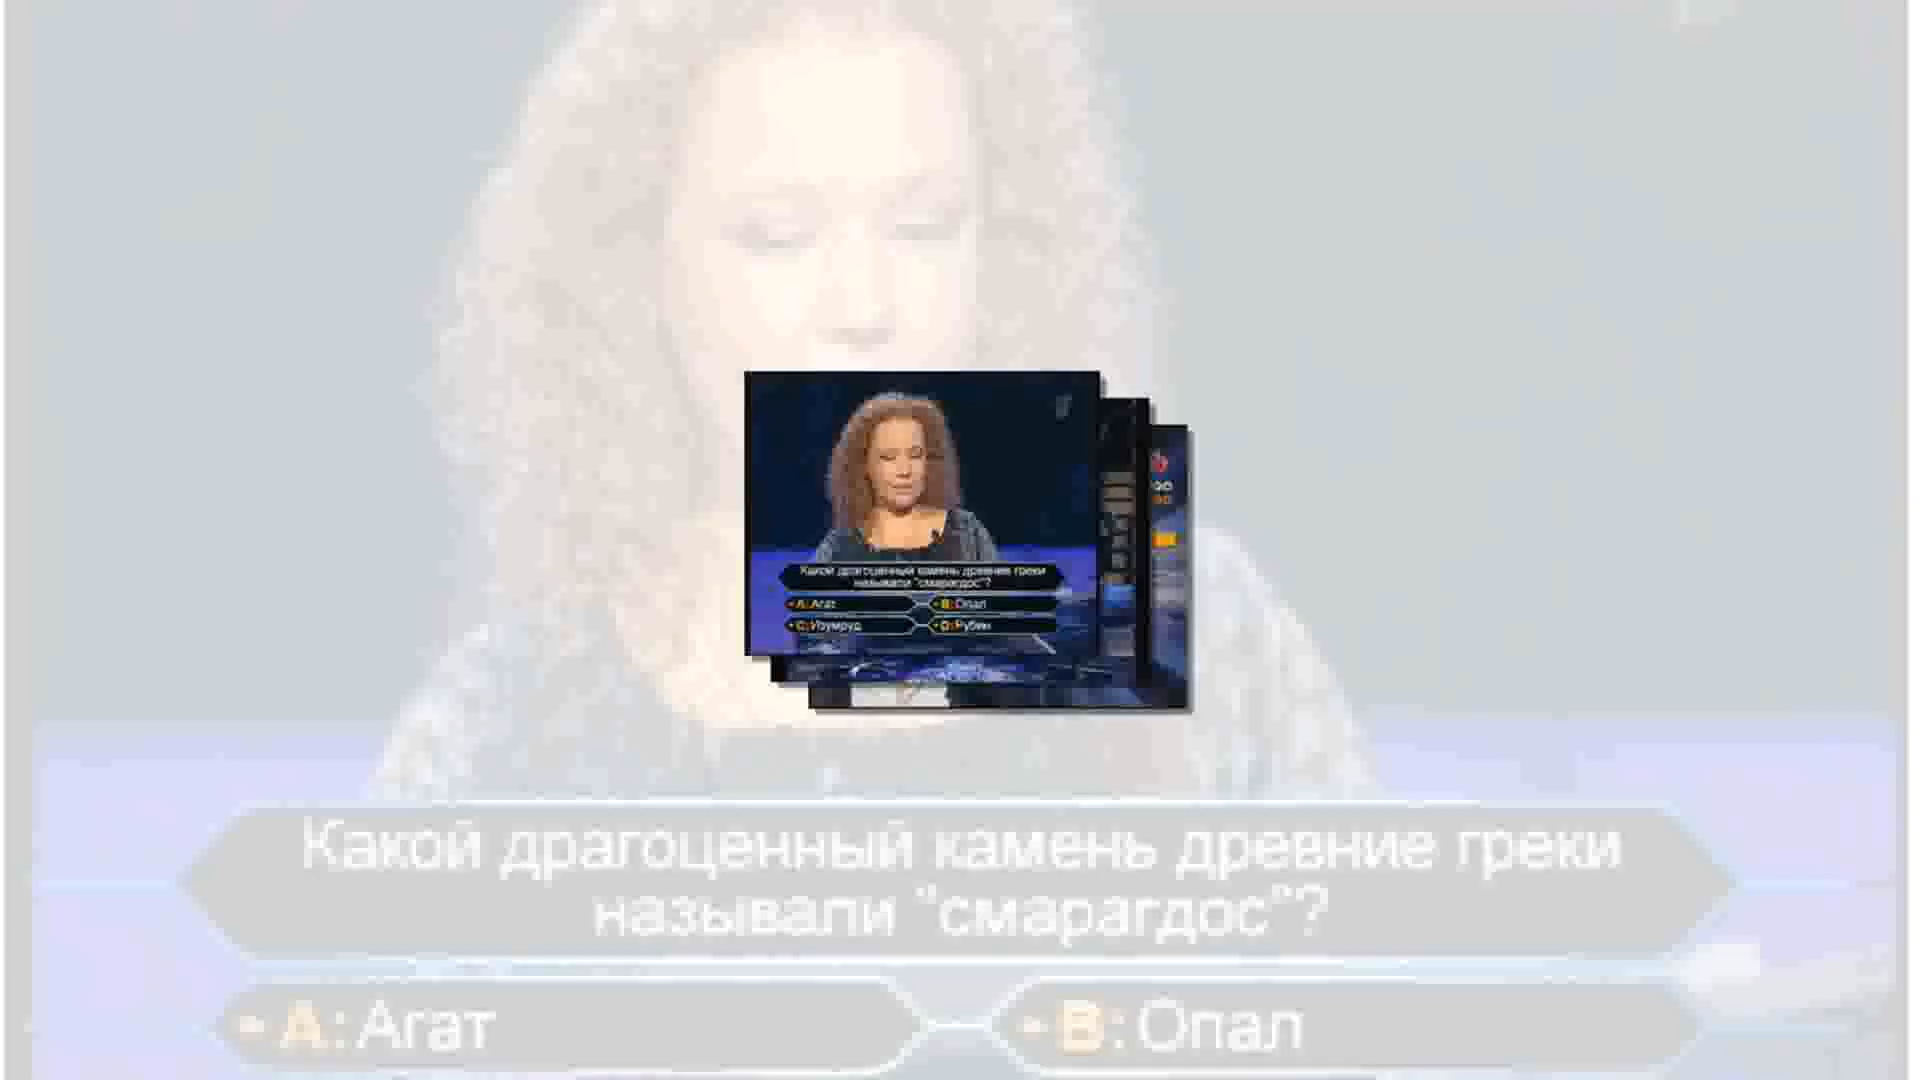 Какой драгоценный камень древние греки
называли "смарагдос"?
A: Агат
B: Опал
Какой драгоценный камень древние греки
называли "смарагдос"?
A: Агат
B: Опал
C: Изумруд
D: Рубин